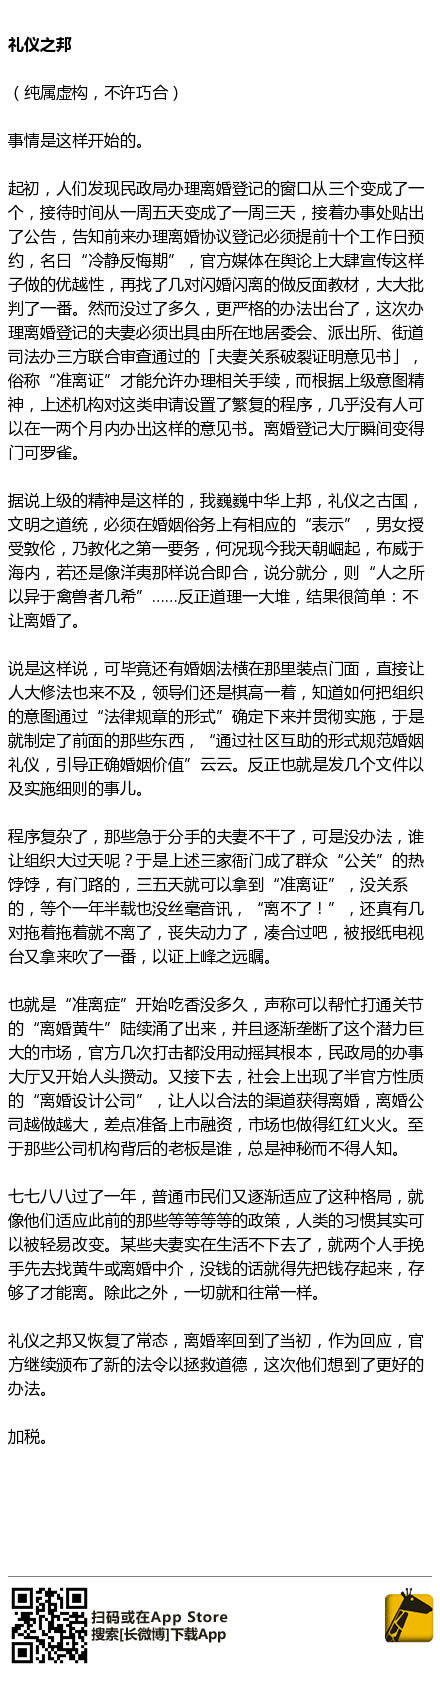 礼仪之邦
（纯属虚构，不许巧合）
事情是这样开始的。
起初，人们发现民政局办理离婚登记的窗口从三个变成了一
个，接待时间从一周五天变成了一周三天，接着办事处贴出
了公告，告知前来办理离婚协议登记必须提前十个工作日预
约，名曰“冷静反悔期”，官方媒体在舆论上大肆宣传这样
子做的优越性，再找了几对闪婚闪离的做反面教材，大大批
判了一番。然而没过了多久，更严格的办法出台了，这次办
理离婚登记的夫妻必须出具由所在地居委会、派出所、街道
司法办三方联合审查通过的「夫妻关系破裂证明意见书」，
俗称“准离证”才能允许办理相关手续，而根据上级意图精
神，上述机构对这类申请设置了繁复的程序，几乎没有人可
以在一两个月内办出这样的意见书。离婚登记大厅瞬间变得
门可罗雀。
据说上级的精神是这样的，我巍巍中华上邦，礼仪之古国，
文明之道统，必须在婚姻俗务上有相应的“表示”，男女授
受敦伦，乃教化之第一要务，何况现今我天朝崛起，布威于
海内，若还是像洋夷那样说合即合，说分就分，则“人之所
以异于禽兽者几希”……反正道理一大堆，结果很简单：不
让离婚了。
说是这样说，可毕竟还有婚姻法横在那里装点门面，直接让
人大修法也来不及，领导们还是棋高一着，知道如何把组织
的意图通过“法律规章的形式”确定下来并贯彻实施，于是
就制定了前面的那些东西，“通过社区互助的形式规范婚姻
礼仪，引导正确婚姻价值”云云。反正也就是发几个文件以
及实施细则的事儿。
程序复杂了，那些急于分手的夫妻不干了，可是没办法，谁
让组织大过天呢？于是上述三家衙门成了群众“公关”的热
饽饽，有门路的，三五天就可以拿到“准离证”，没关系
的，等个一年半载也没丝毫音讯，“离不了！”，还真有几
对拖着拖着就不离了，丧失动力了，凑合过吧，被报纸电视
台又拿来吹了一番，以证上峰之远瞩。
也就是“准离症”开始吃香没多久，声称可以帮忙打通关节
的“离婚黄牛”陆续涌了出来，并且逐渐垄断了这个潜力巨
大的市场，官方几次打击都没用动摇其根本，民政局的办事
大厅又开始人头攒动。又接下去，社会上出现了半官方性质
的“离婚设计公司”，让人以合法的渠道获得离婚，离婚公
司越做越大，差点准备上市融资，市场也做得红红火火。至
于那些公司机构背后的老板是谁，总是神秘而不得人知。
七七八八过了一年，普通市民们又逐渐适应了这种格局，就
像他们适应此前的那些等等等等的政策，人类的习惯其实可
以被轻易改变。某些夫妻实在生活不下去了，就两个人手挽
手先去找黄牛或离婚中介，没钱的话就得先把钱存起来，存
够了才能离。除此之外，一切就和往常一样。
礼仪之邦又恢复了常态，离婚率回到了当初，作为回应，官
方继续颁布了新的法令以拯救道德，这次他们想到了更好的
办法。
加税。
扫码或在App Store
搜索[长微博]下载App